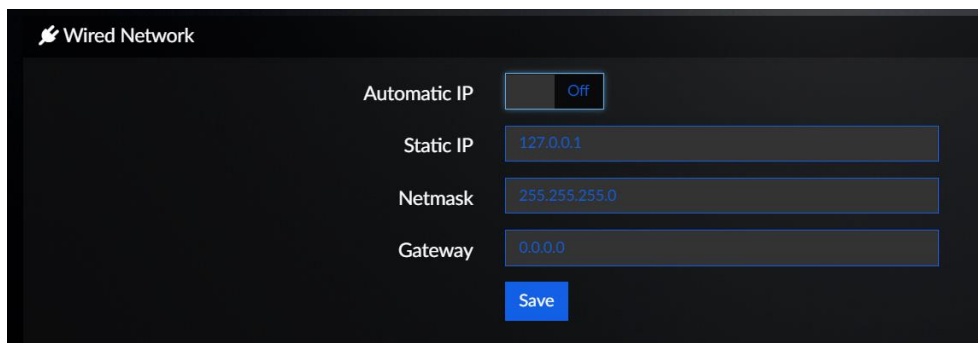 Wired Network
Automatic IP Off
Static IP 127.0.0.1
Netmask 255.255.255.0
Gateway 0.0.0.0
Save